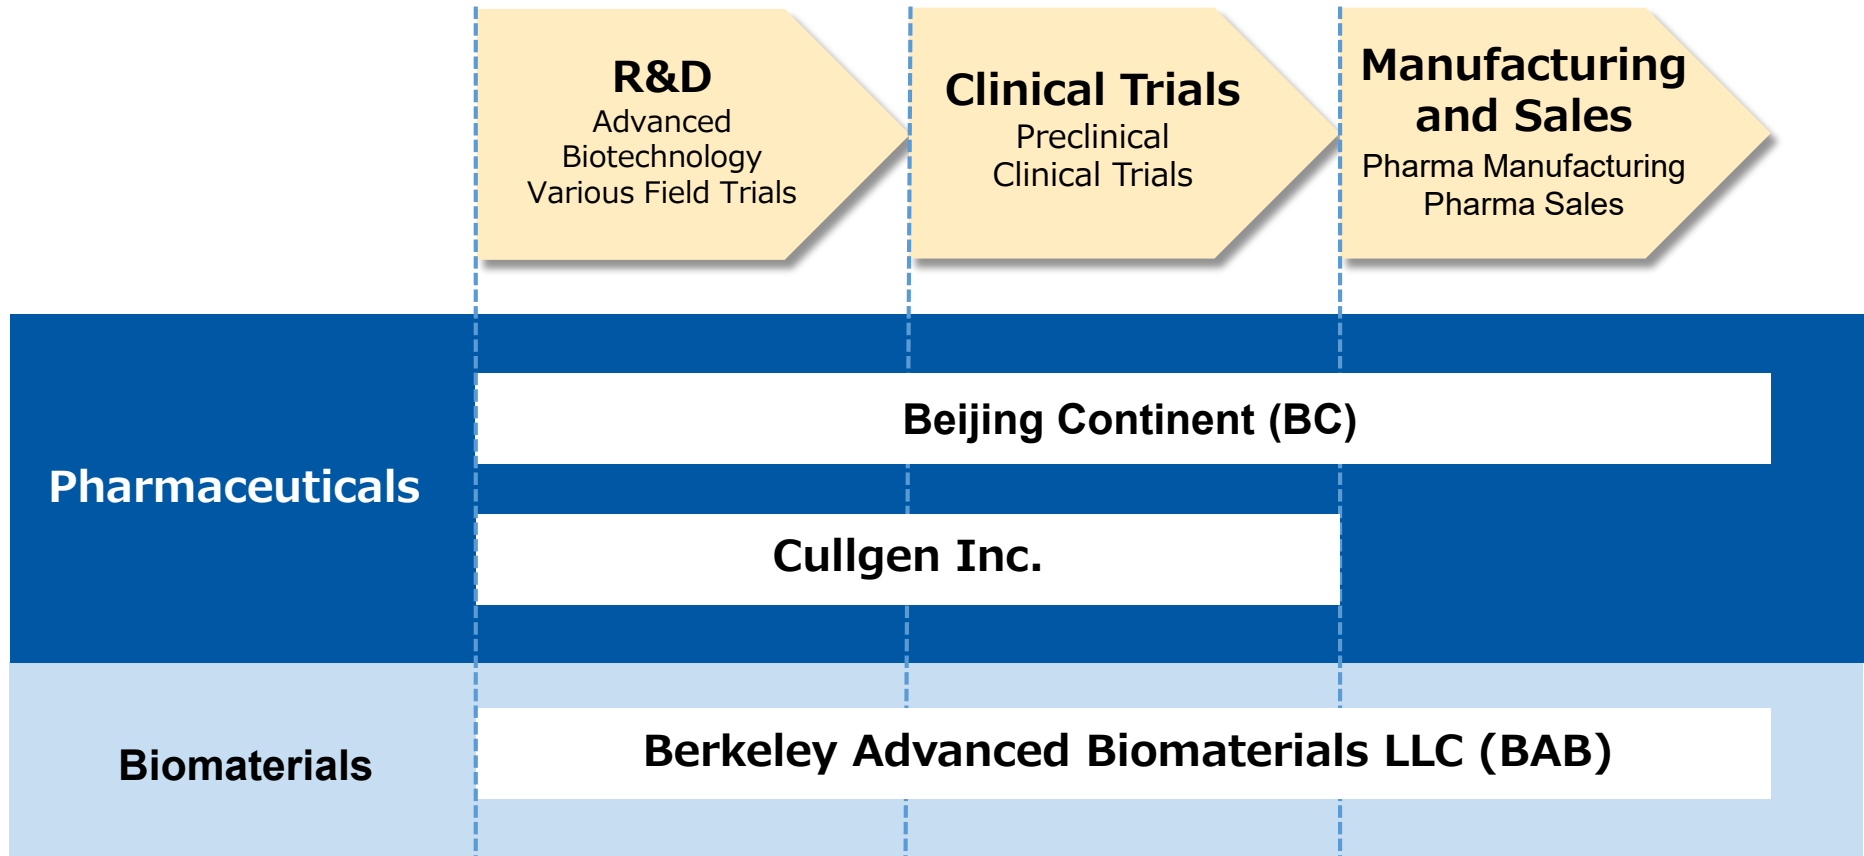 R&D
Advanced
Biotechnology
Various Field Trials
Clinical Trials
Preclinical
Clinical Trials
Manufacturing
and Sales
Pharma Manufacturing
Pharma Sales
Pharmaceuticals
Beijing Continent (BC)
Cullgen Inc.
Biomaterials
Berkeley Advanced Biomaterials LLC (BAB)